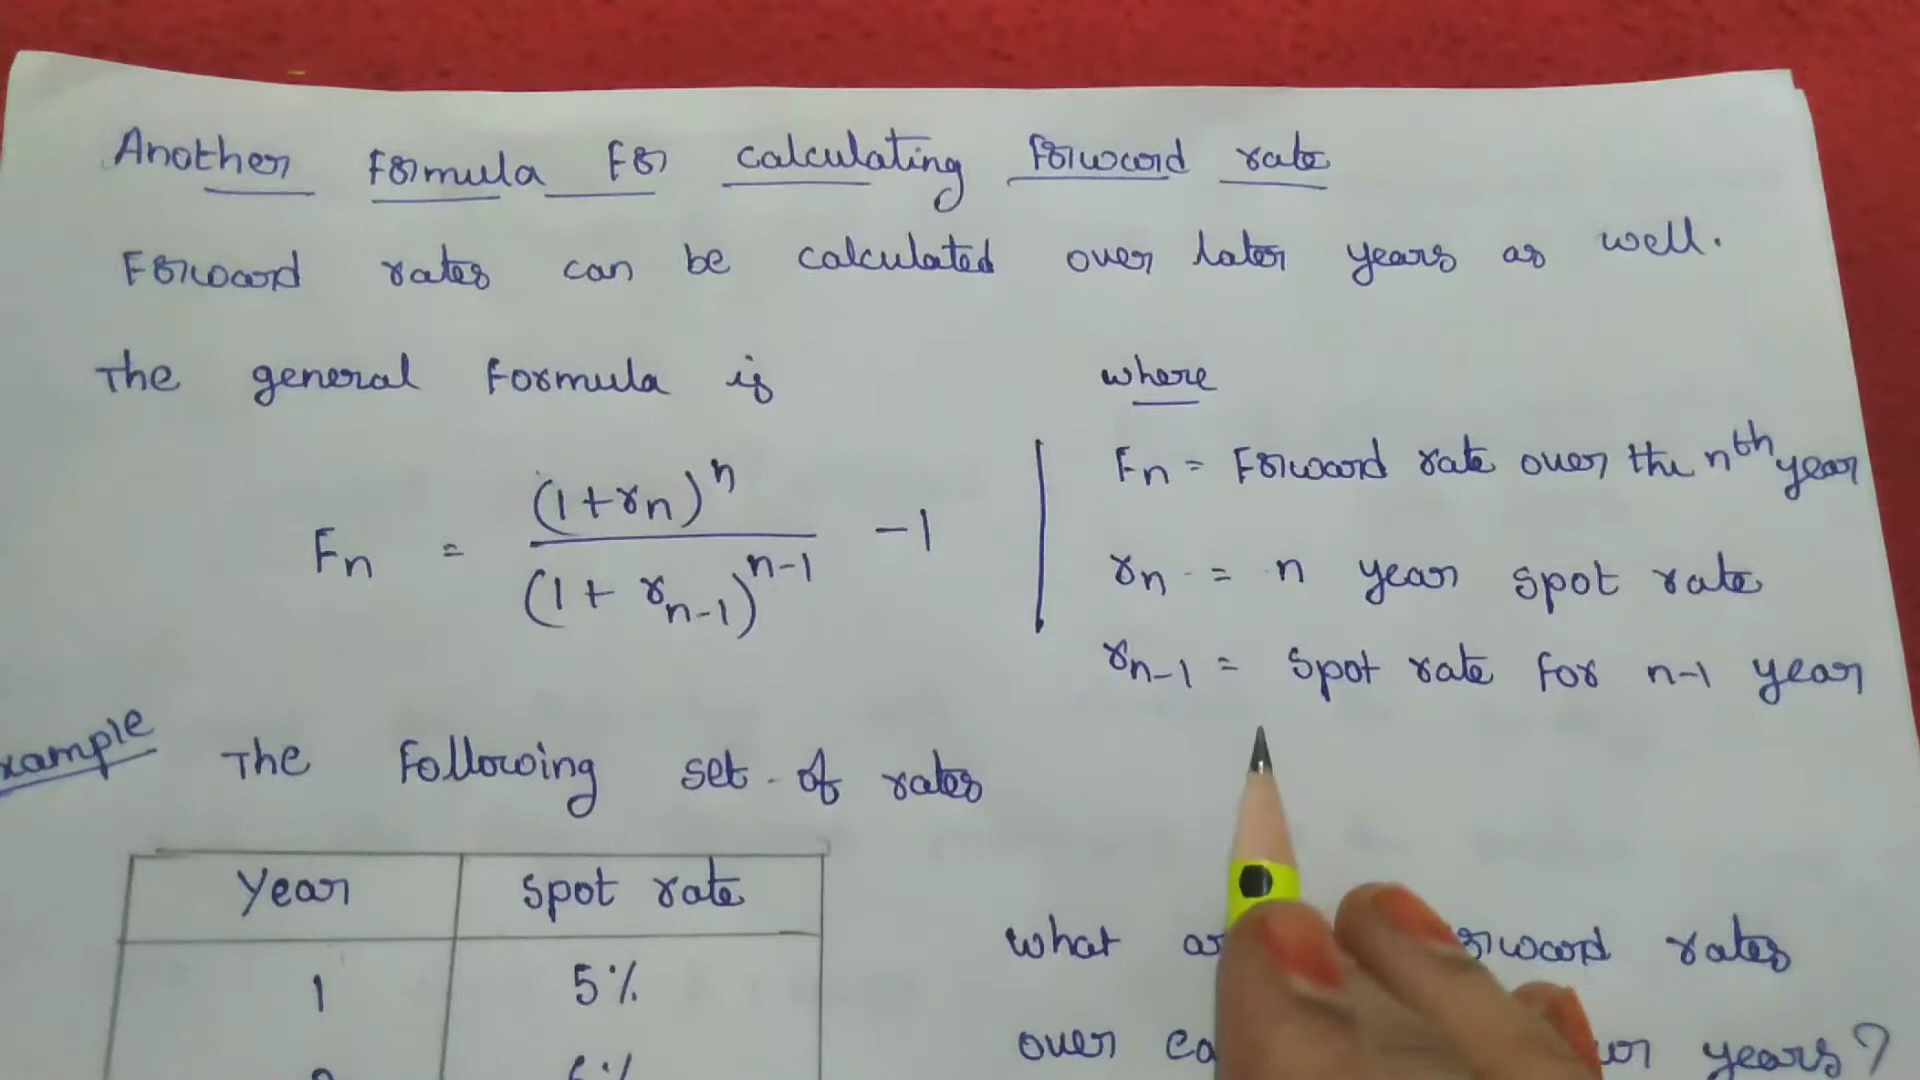 Another Formula For calculating Forward rate
Forward rates can be calculated over later years as well.
The general formula is
Fn = (1+rn)^n / (1+ r_{n-1})^{n-1} -1
where
Fn = Forward rate over the nth year
rn = n year spot rate
rn-1 = Spot rate for n-1 year
xample
The Following set of rates
Year Spot rate
1 5%
what rates
over years?